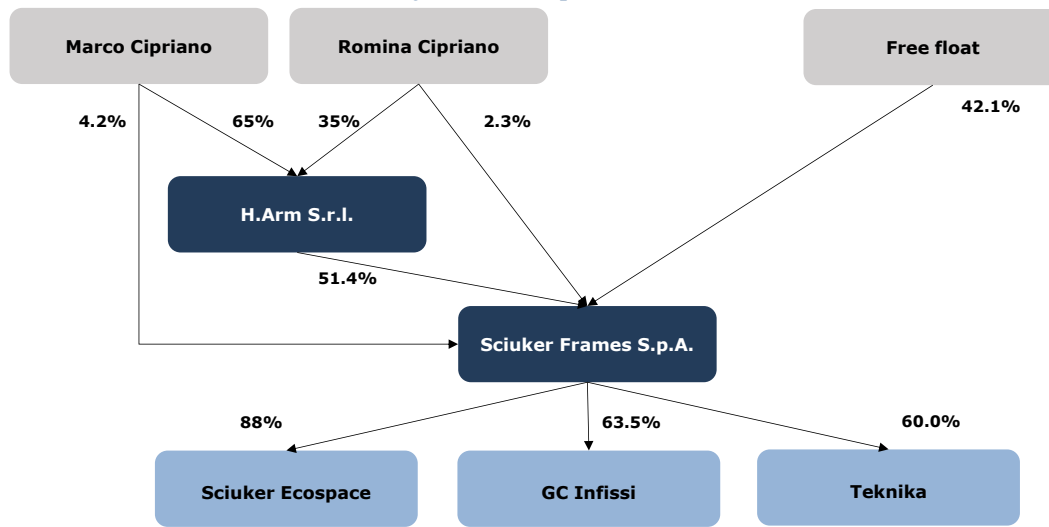 Marco Cipriano
Romina Cipriano
Free float
4.2%
65%
35%
2.3%
42.1%
H.Arm S.r.l.
51.4%
Sciuker Frames S.p.A.
88%
63.5%
60.0%
Sciuker Ecospace
GC Infissi
Teknika